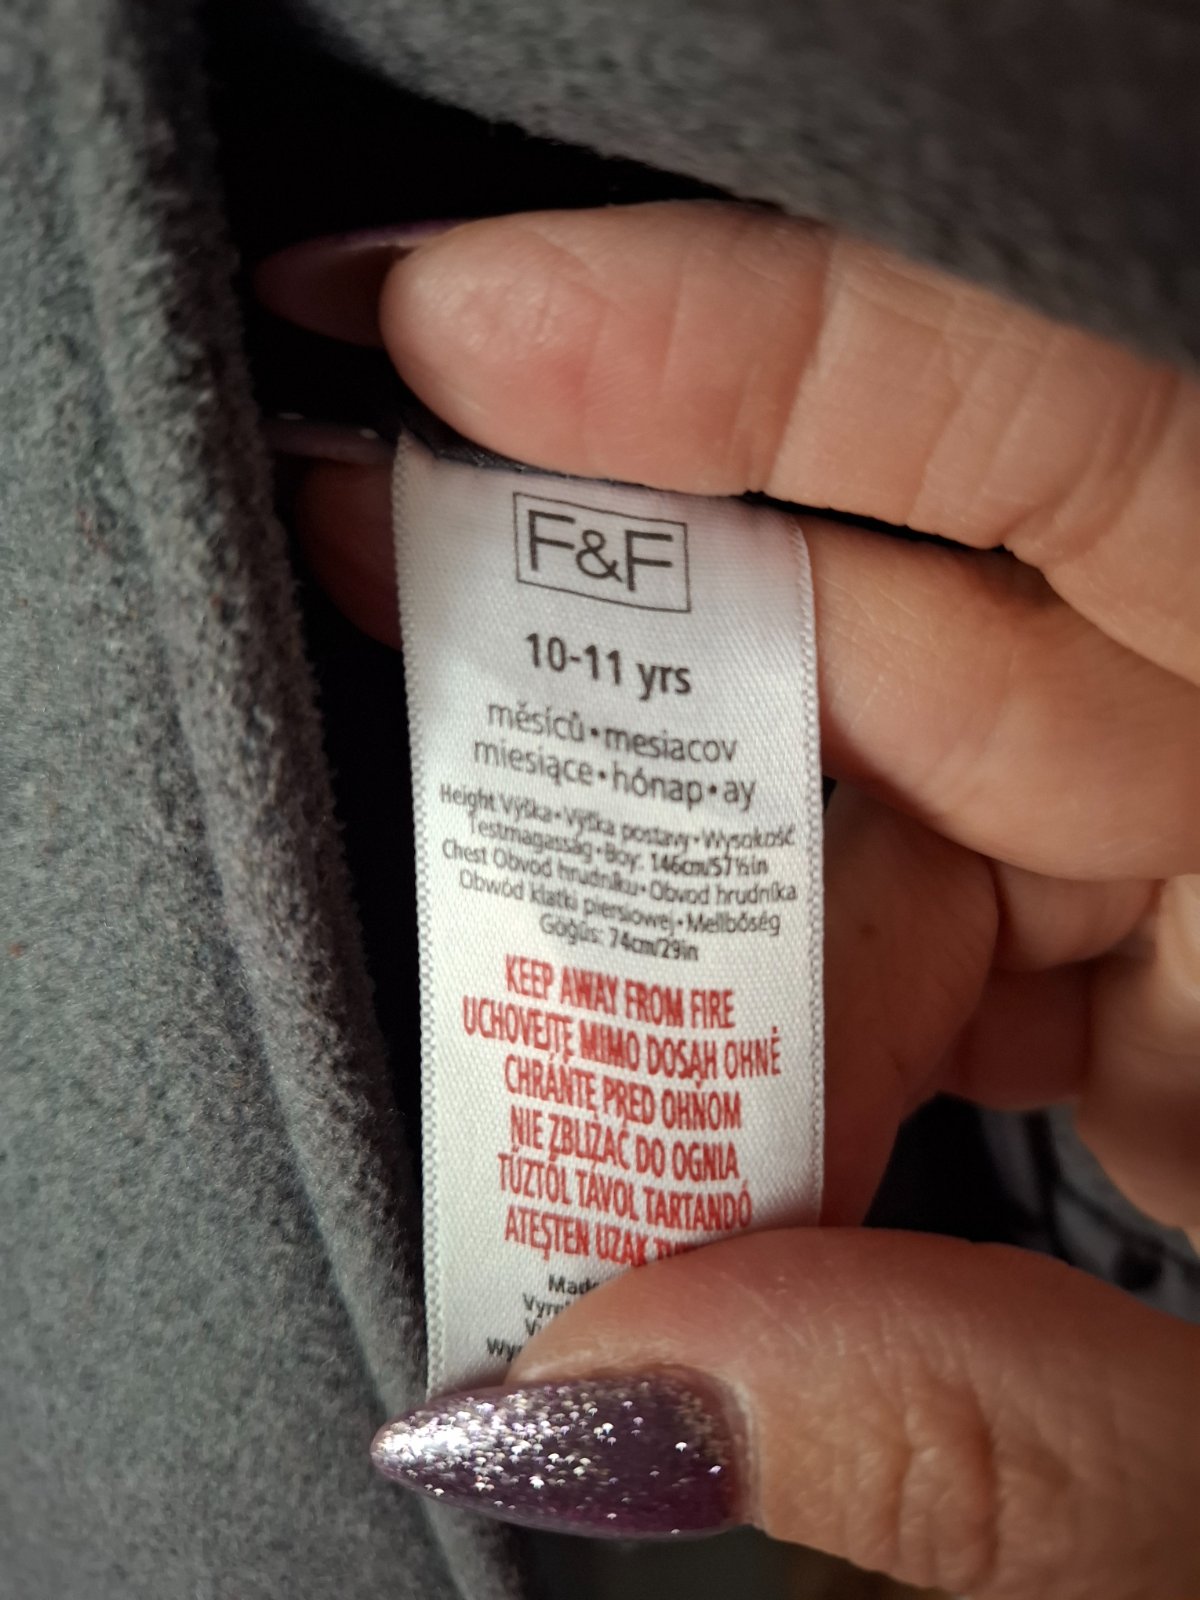 F&F
10-11 yrs
měsíců•mesiacov
miesiące•hónap•ay
Height Výška•Výška postavy•Wysokość
Testmagasság•Boy: 146cm/57½in
Chest Obvod hrudníku•Obvod hrudníka
Obwód klatki piersiowej•Mellbőség
Göğüs: 74cm/29in
KEEP AWAY FROM FIRE
UCHOVEJTE MIMO DOSAH OHNĚ
CHRÁŇTE PRED OHŇOM
NIE ZBLIŻAĆ DO OGNIA
TŰZTŐL TÁVOL TARTANDÓ
ATEŞTEN UZAK